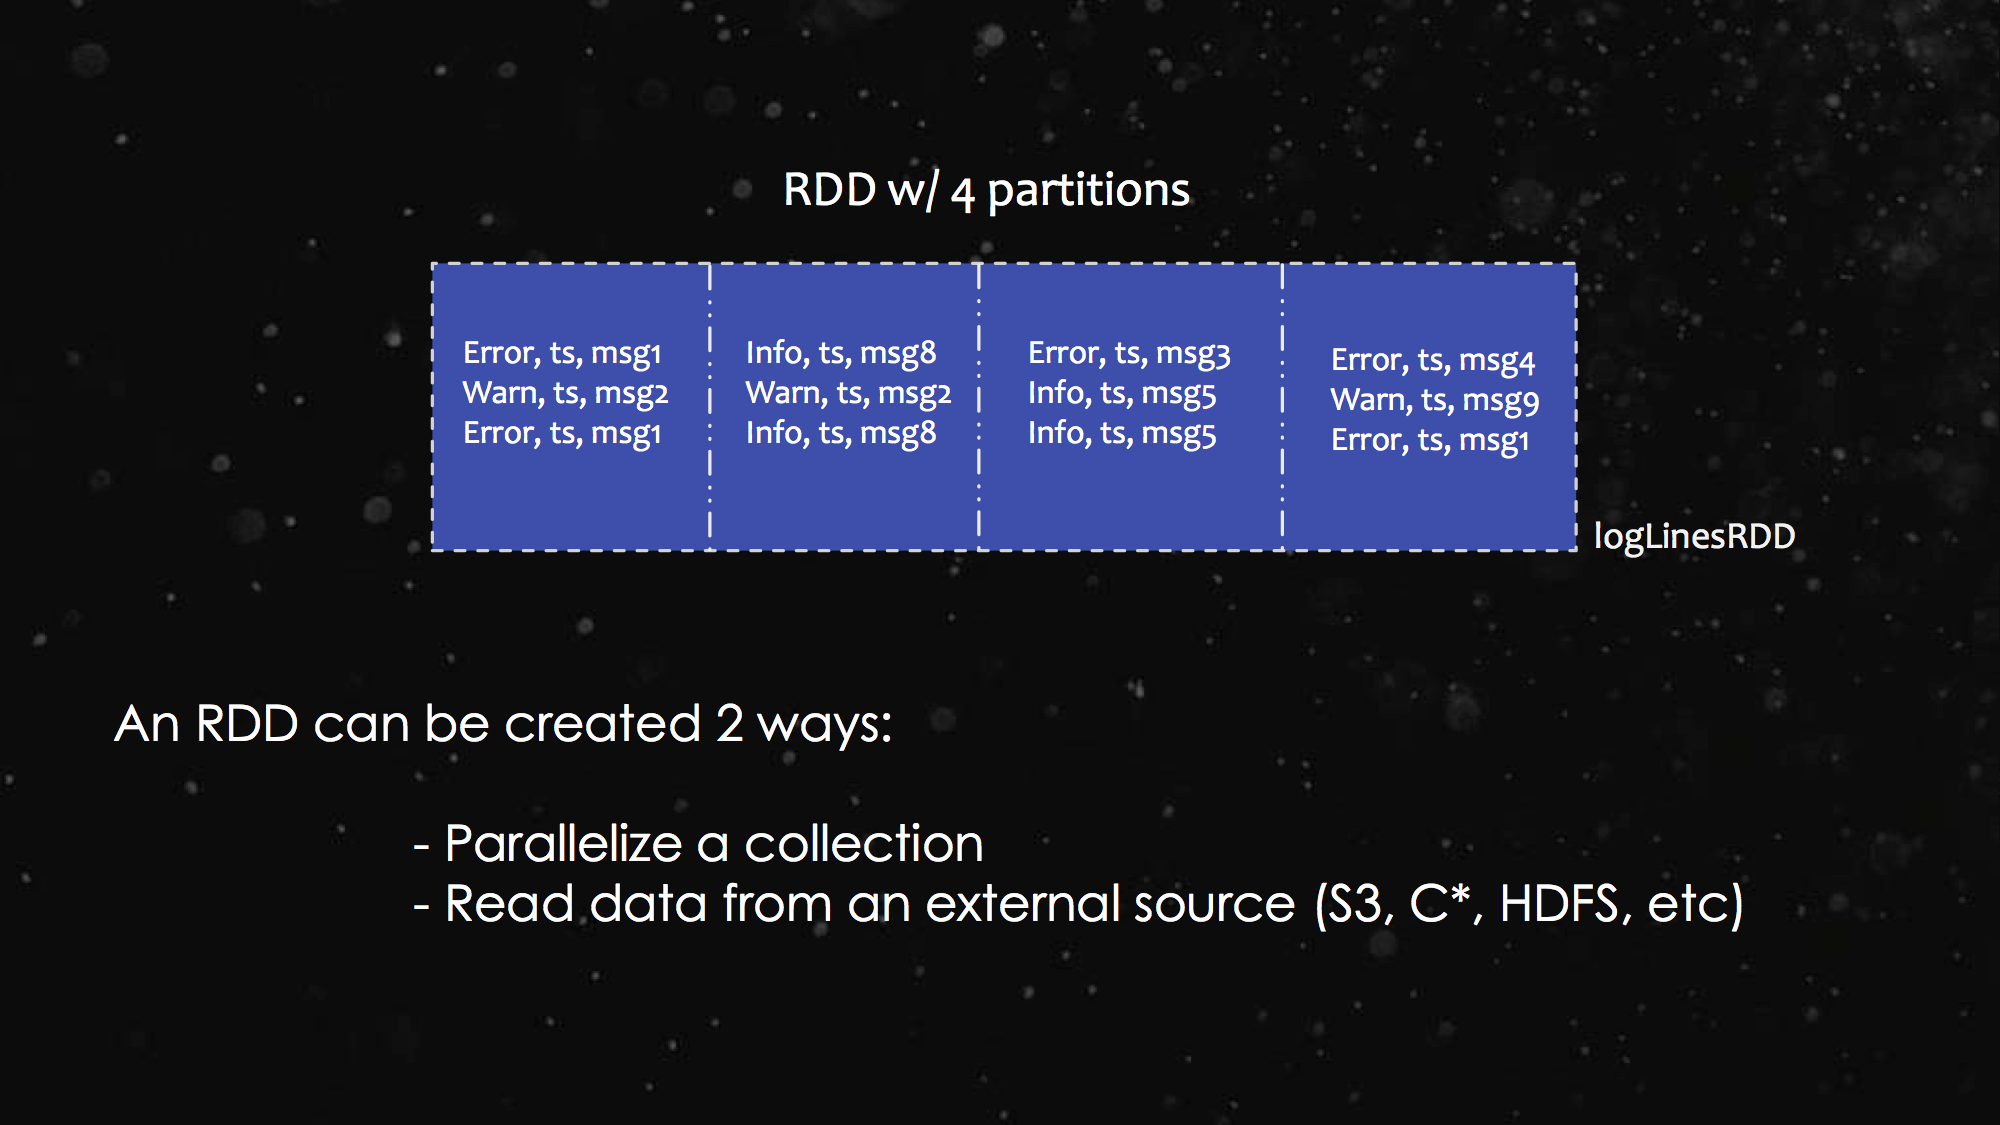 RDD w/ 4 partitions
Error, ts, msg1
Warn, ts, msg2
Error, ts, msg1
Info, ts, msg8
Warn, ts, msg2
Info, ts, msg8
Error, ts, msg3
Info, ts, msg5
Info, ts, msg5
Error, ts, msg4
Warn, ts, msg9
Error, ts, msg1
logLinesRDD
An RDD can be created 2 ways:
- Parallelize a collection
- Read data from an external source (S3, C*, HDFS, etc)